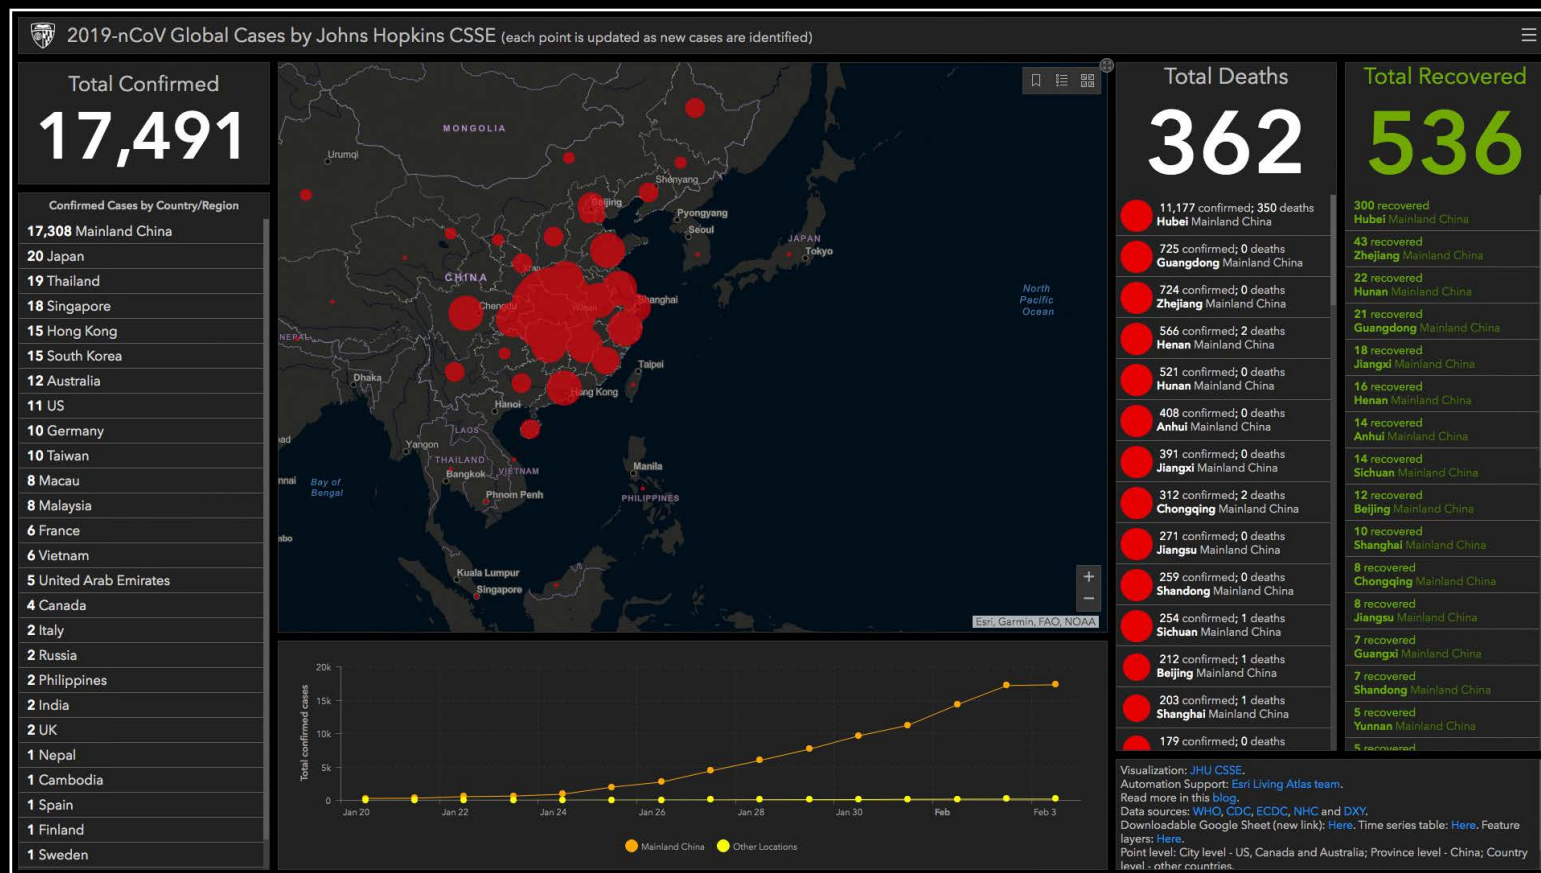 2019-nCoV Global Cases by Johns Hopkins CSSE (each point is updated as new cases are identified)
Total Confirmed
17,491
Confirmed Cases by Country/Region
17,308 Mainland China
20 Japan
19 Thailand
18 Singapore
15 Hong Kong
15 South Korea
12 Australia
11 US
10 Germany
10 Taiwan
8 Macau
8 Malaysia
6 France
6 Vietnam
5 United Arab Emirates
4 Canada
2 Italy
2 Russia
2 Philippines
2 India
2 UK
1 Nepal
1 Cambodia
1 Spain
1 Finland
1 Sweden
MONGOLIA
Urumqi
Shenyang
Beijing
Pyongyang
Seoul
JAPAN
Tokyo
CHINA
Chengdu
Wuhan
Shanghai
North
Pacific
Ocean
NEPAL
Taipei
Dhaka
Hong Kong
Hanoi
LAOS
Yangon
THAILAND
Bangkok
VIETNAM
Manila
Bay of
Bengal
Phnom Penh
PHILIPPINES
Kuala Lumpur
Singapore
+
−
Esri, Garmin, FAO, NOAA
Total confirmed cases
20k
15k
10k
5k
0
Jan 20
Jan 22
Jan 24
Jan 26
Jan 28
Jan 30
Feb
Feb 3
Mainland China
Other Locations
Total Deaths
362
11,177 confirmed; 350 deaths
Hubei Mainland China
725 confirmed; 0 deaths
Guangdong Mainland China
724 confirmed; 0 deaths
Zhejiang Mainland China
566 confirmed; 2 deaths
Henan Mainland China
521 confirmed; 0 deaths
Hunan Mainland China
408 confirmed; 0 deaths
Anhui Mainland China
391 confirmed; 0 deaths
Jiangxi Mainland China
312 confirmed; 2 deaths
Chongqing Mainland China
271 confirmed; 0 deaths
Jiangsu Mainland China
259 confirmed; 0 deaths
Shandong Mainland China
254 confirmed; 1 deaths
Sichuan Mainland China
212 confirmed; 1 deaths
Beijing Mainland China
203 confirmed; 1 deaths
Shanghai Mainland China
179 confirmed; 0 deaths
Total Recovered
536
300 recovered
Hubei Mainland China
43 recovered
Zhejiang Mainland China
22 recovered
Hunan Mainland China
21 recovered
Guangdong Mainland China
18 recovered
Jiangxi Mainland China
16 recovered
Henan Mainland China
14 recovered
Anhui Mainland China
14 recovered
Sichuan Mainland China
12 recovered
Beijing Mainland China
10 recovered
Shanghai Mainland China
8 recovered
Chongqing Mainland China
8 recovered
Jiangsu Mainland China
7 recovered
Guangxi Mainland China
7 recovered
Shandong Mainland China
5 recovered
Yunnan Mainland China
5 recovered
Visualization: JHU CSSE.
Automation Support: Esri Living Atlas team.
Read more in this blog.
Data sources: WHO, CDC, ECDC, NHC and DXY.
Downloadable Google Sheet (new link): Here. Time series table: Here. Feature
layers: Here.
Point level: City level - US, Canada and Australia; Province level - China; Country
level - other countries.